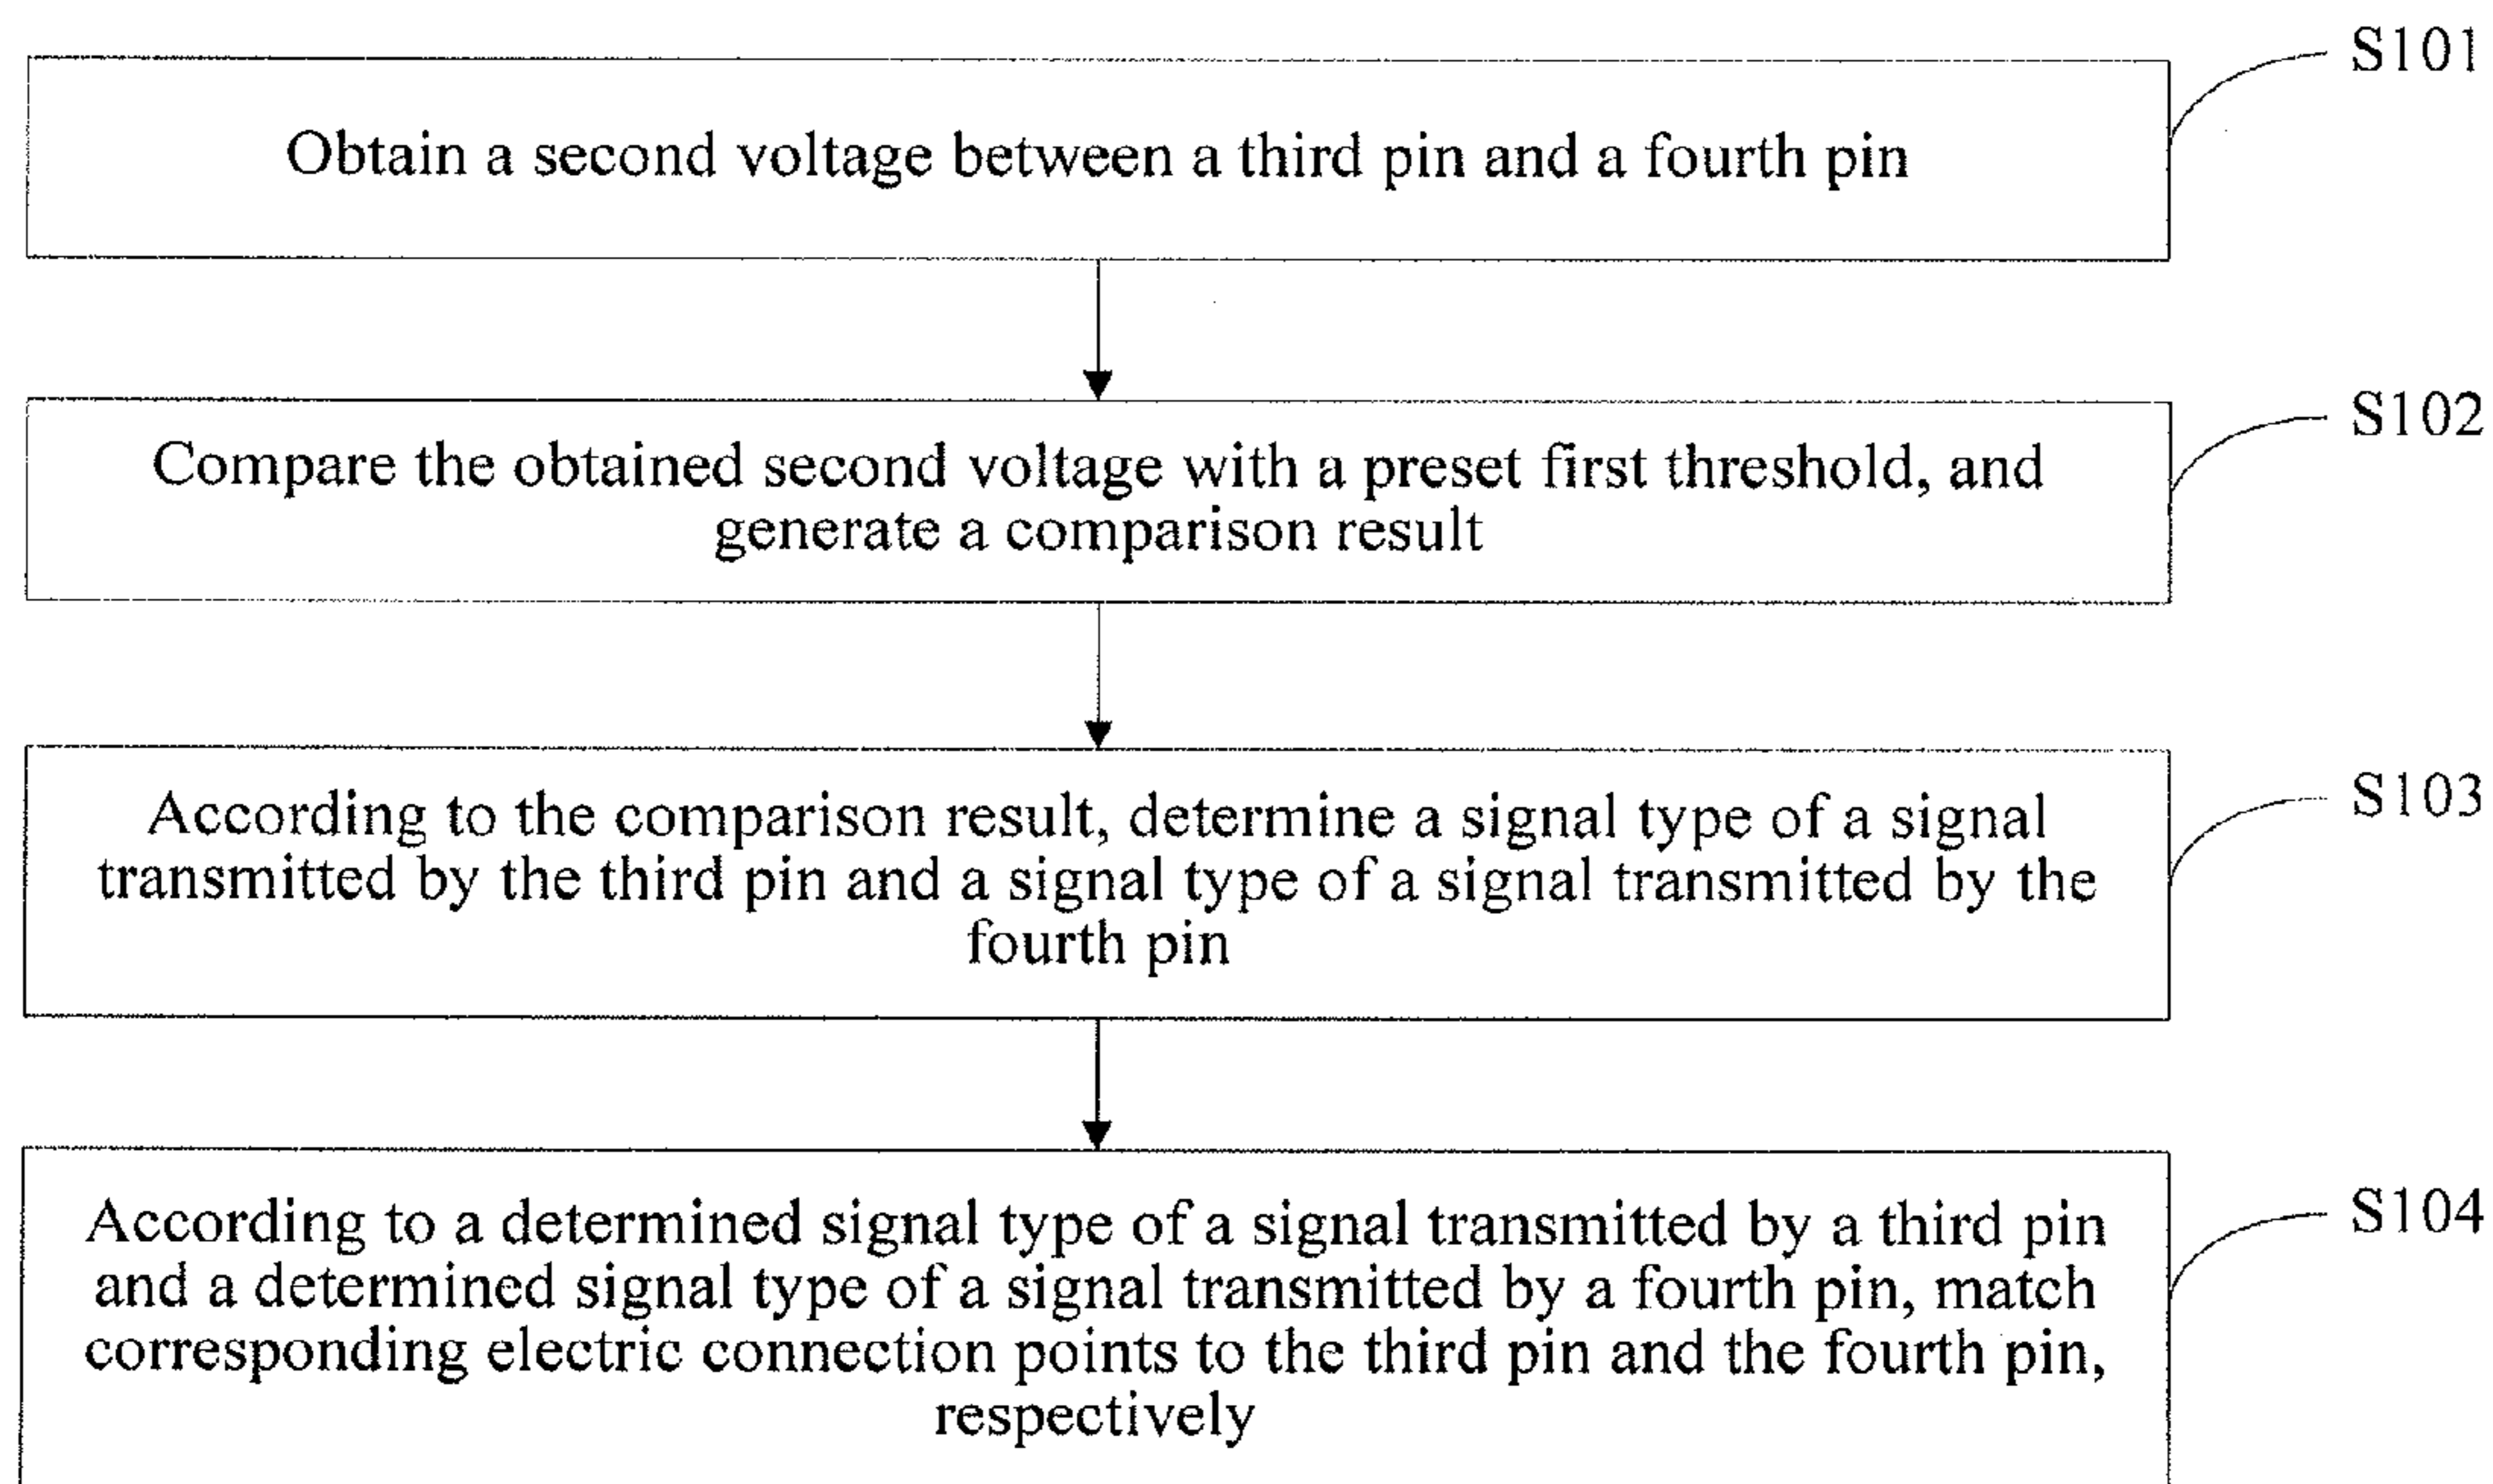 S101
Obtain a second voltage between a third pin and a fourth pin
S102
Compare the obtained second voltage with a preset first threshold, and
generate a comparison result
S103
According to the comparison result, determine a signal type of a signal
transmitted by the third pin and a signal type of a signal transmitted by the
fourth pin
S104
According to a determined signal type of a signal transmitted by a third pin
and a determined signal type of a signal transmitted by a fourth pin, match
corresponding electric connection points to the third pin and the fourth pin,
respectively